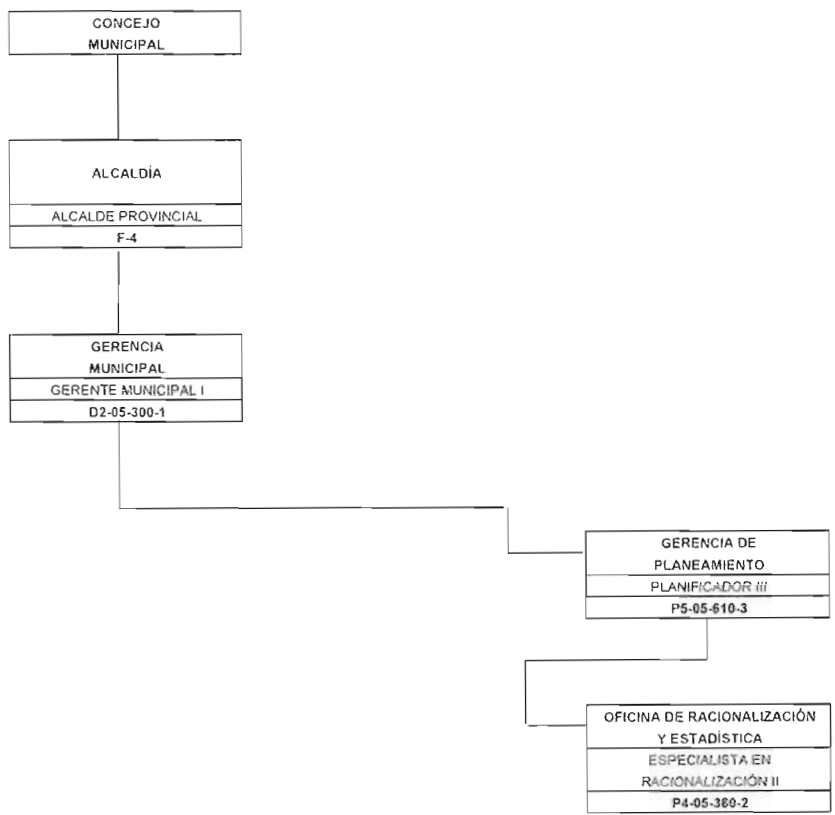 CONCEJO
MUNICIPAL
ALCALDÍA
ALCALDE PROVINCIAL
F-4
GERENCIA
MUNICIPAL
GERENTE MUNICIPAL I
D2-05-300-1
GERENCIA DE
PLANEAMIENTO
PLANIFICADOR III
P5-05-610-3
OFICINA DE RACIONALIZACIÓN
Y ESTADÍSTICA
ESPECIALISTA EN
RACIONALIZACIÓN II
P4-05-380-2